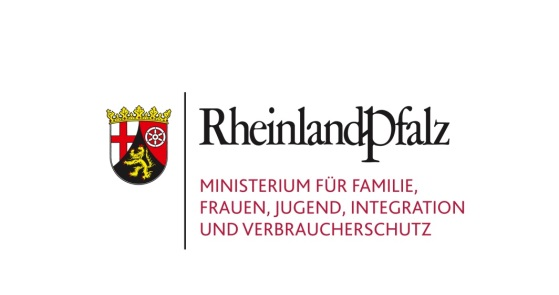 RheinlandPfalz
MINISTERIUM FÜR FAMILIE,
FRAUEN, JUGEND, INTEGRATION
UND VERBRAUCHERSCHUTZ